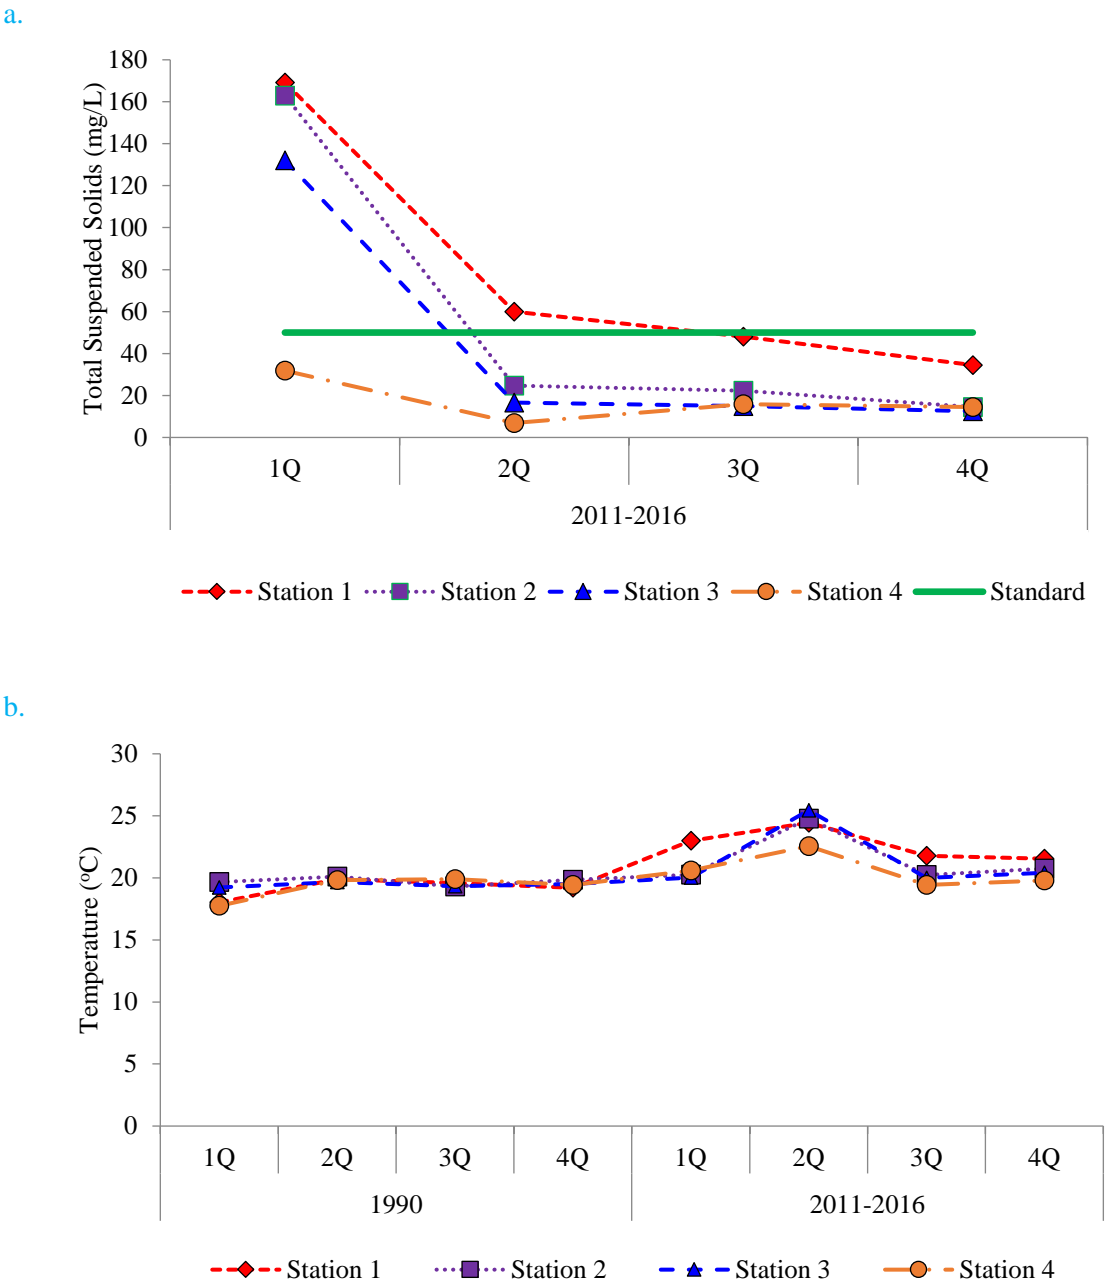 a.
Total Suspended Solids (mg/L)
180
160
140
120
100
80
60
40
20
0
1Q 2Q 3Q 4Q
2011-2016
Station 1 Station 2 Station 3 Station 4 Standard
b.
Temperature (°C)
30
25
20
15
10
5
0
1Q 2Q 3Q 4Q 1Q 2Q 3Q 4Q
1990 2011-2016
Station 1 Station 2 Station 3 Station 4